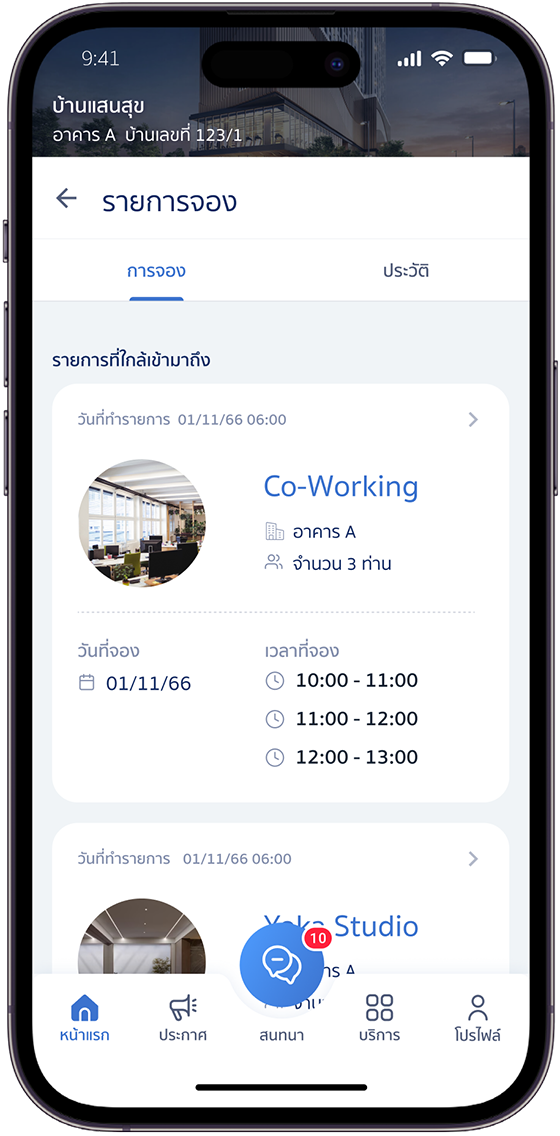 9:41
บ้านแสนสุข
อาคาร A บ้านเลขที่ 123/1
รายการจอง
การจอง ประวัติ
รายการที่ใกล้เข้ามาถึง
วันที่ทำรายการ 01/11/66 06:00
Co-Working
อาคาร A
จำนวน 3 ท่าน
วันที่จอง เวลาที่จอง
01/11/66 10:00 - 11:00
11:00 - 12:00
12:00 - 13:00
วันที่ทำรายการ 01/11/66 06:00
Studio
10
A
หน้าแรก ประกาศ สนทนา บริการ โปรไฟล์